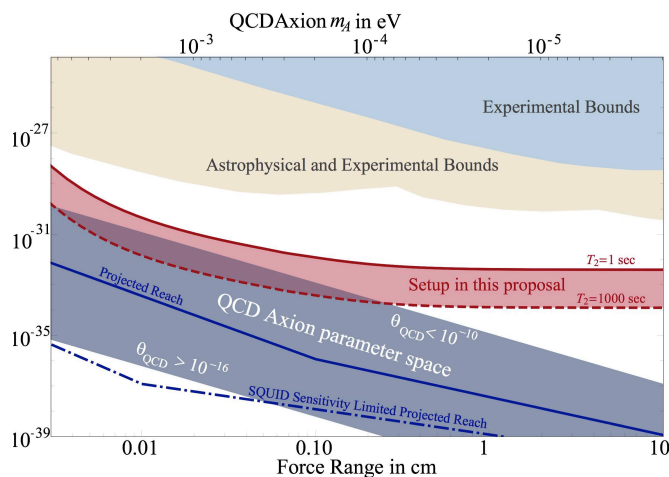 QCDAxion m_A in eV
10^-3 10^-4 10^-5
Experimental Bounds
10^-27
Astrophysical and Experimental Bounds
10^-31
T_2=1 sec
Setup in this proposal
Projected Reach
T_2=1000 sec
QCD Axion parameter space
θ_QCD < 10^-10
10^-35
θ_QCD > 10^-16
SQUID Sensitivity Limited Projected Reach
10^-39
0.01 0.10 1 10
Force Range in cm